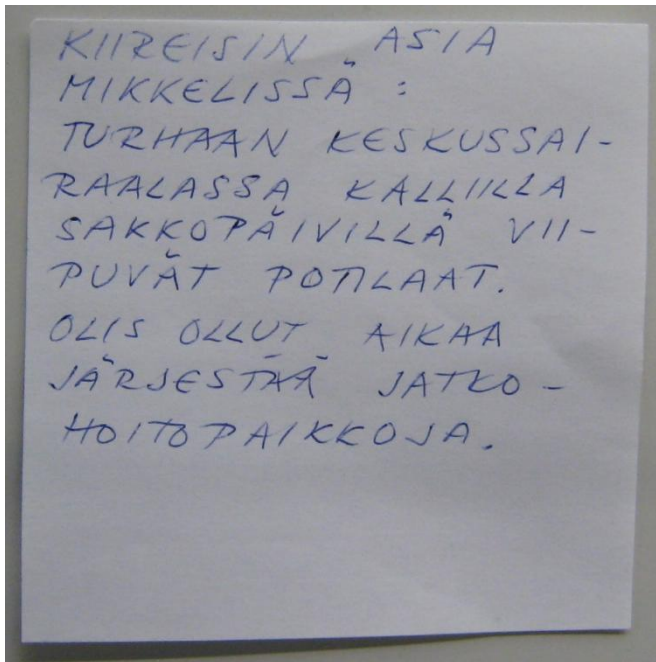 KIIREISIN ASIA
MIKKELISSÄ :
TURHAAN KESKUSSAI-
RAALASSA KALLIILLA
SAKKOPÄIVILLÄ VII-
PUVÄT POTILAAT.
OLIS OLLUT AIKAA
JÄRJESTÄÄ JATKO-
HOITOPAIKKOJA.